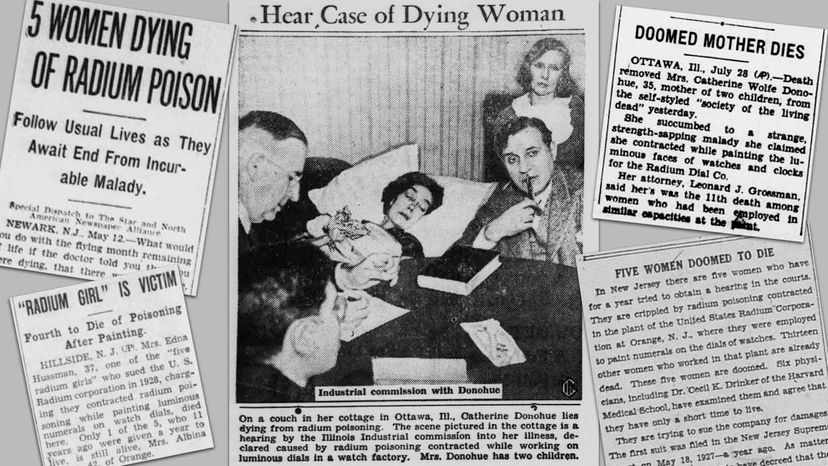 5 WOMEN DYING
OF RADIUM POISON
Follow Usual Lives as They
Await End From Incur-
able Malady.
Special Dispatch to The Star and North
American Newspaper Alliance
NEWARK, N.J., May 12.—What would
you do with the flying month remaining
if life if the doctor told you
were dying, that there
"RADIUM GIRL" IS VICTIM
Fourth to Die of Poisoning
After Painting.
HILLSIDE, N. J. (P). Mrs. Edna
Hussman, 37, one of the "five
radium girls" who sued the U. S.
Radium corporation in 1928, charg-
ing they contracted radium poi-
soning while painting luminous
numerals on watch dials, died
here. Only 1 of the 5, who 11
years ago were given a year to
live, is still alive, Mrs. Albina
42, of Orange.
Hear Case of Dying Woman
Industrial commission with Donohue
On a couch in her cottage in Ottawa, Ill., Catherine Donohue lies
dying from radium poisoning. The scene pictured in the cottage is a
hearing by the Illinois Industrial commission into her illness, de-
clared caused by radium poisoning contracted while working on
luminous dials in a watch factory. Mrs. Donohue has two children.
DOOMED MOTHER DIES
OTTAWA, Ill., July 28 (AP).—Death
removed Mrs. Catherine Wolfe Dono-
hue, 35, mother of two children, from
the self-styled "society of the living
dead" yesterday.
She succumbed to a strange,
strength-sapping malady she claimed
she contracted while painting the lu-
minous faces of watches and clocks
for the Radium Dial Co.
Her attorney, Leonard J. Grossman,
said her's was the 11th death among
women who had been employed in
similar capacities at the plant.
FIVE WOMEN DOOMED TO DIE
In New Jersey there are five women who have
for a year tried to obtain a hearing in the courts.
They are crippled by radium poisoning contracted
in the plant of the United States Radium Corpora-
tion at Orange, N. J., where they were employed
to paint numerals on the dials of watches. Thirteen
other women who worked in that plant are already
dead. These five women are doomed. Six physi-
cians, including Dr. Cecil K. Drinker of the Harvard
Medical School, have examined them and agree that
they have only a short time to live.
They are trying to sue the company for damages.
The first suit was filed in the New Jersey Supreme
on May 18, 1927—a year ago. As matter
have decreed that the